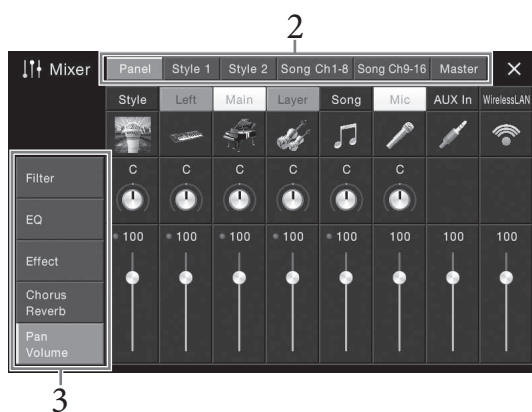 2
Mixer
Panel Style 1 Style 2 Song Ch1-8 Song Ch9-16 Master ×
Style Left Main Layer Song Mic AUX In WirelessLAN
C C C C C C
100 100 100 100 100 100 100 100
Filter
EQ
Effect
Chorus
Reverb
Pan
Volume
3